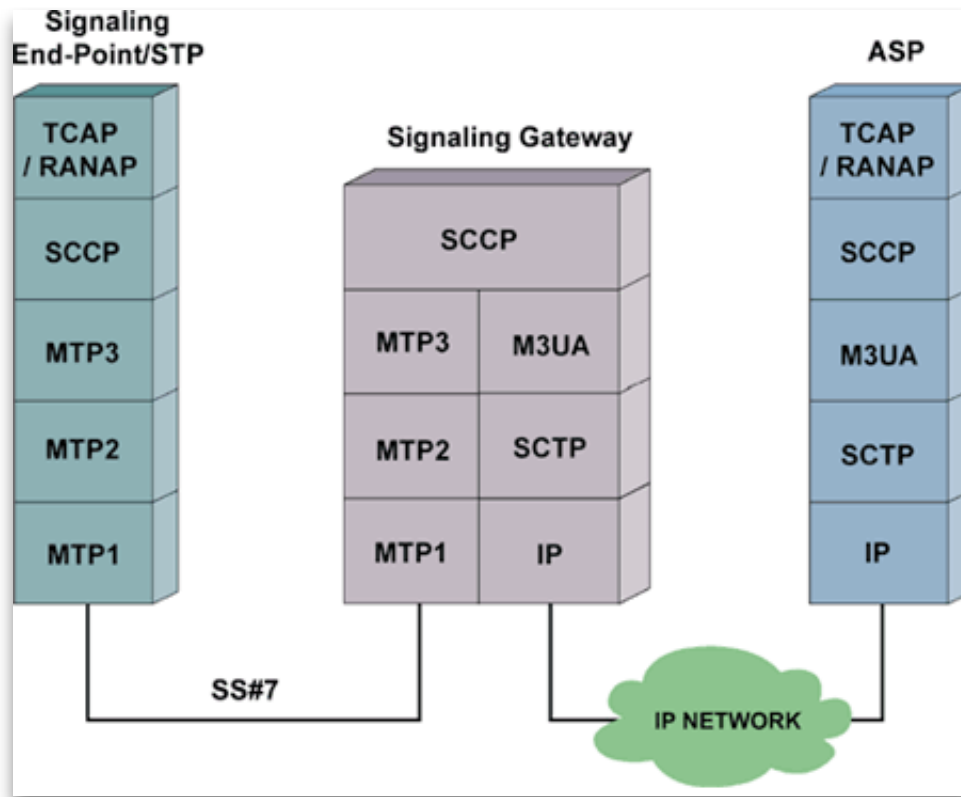 Signaling
End-Point/STP
TCAP
/ RANAP
SCCP
MTP3
MTP2
MTP1
Signaling Gateway
SCCP
MTP3
M3UA
MTP2
SCTP
MTP1
IP
ASP
TCAP
/ RANAP
SCCP
M3UA
SCTP
IP
SS#7
IP NETWORK